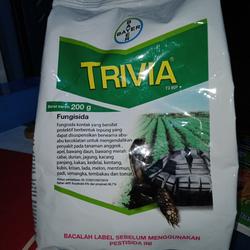 BAYER
BAYER
TRIVIA®
73 WP
Berat bersih: 200 g
Fungisida
Fungisida kontak yang bersifat
protektif berbentuk tepung yang
dapat disuspensikan berwarna abu-
abu kecoklatan untuk mengendalikan
penyakit pada tanaman anggrek,
apel, bawang daun, bawang merah,
cabai, durian, jagung, kacang
panjang, kakao, kedelai, kentang,
kubis, krisan, lada, melon, mentimun,
padi, semangka, tembakau dan tomat
BACALAH LABEL SEBELUM MENGGUNAKAN
PESTISIDA INI